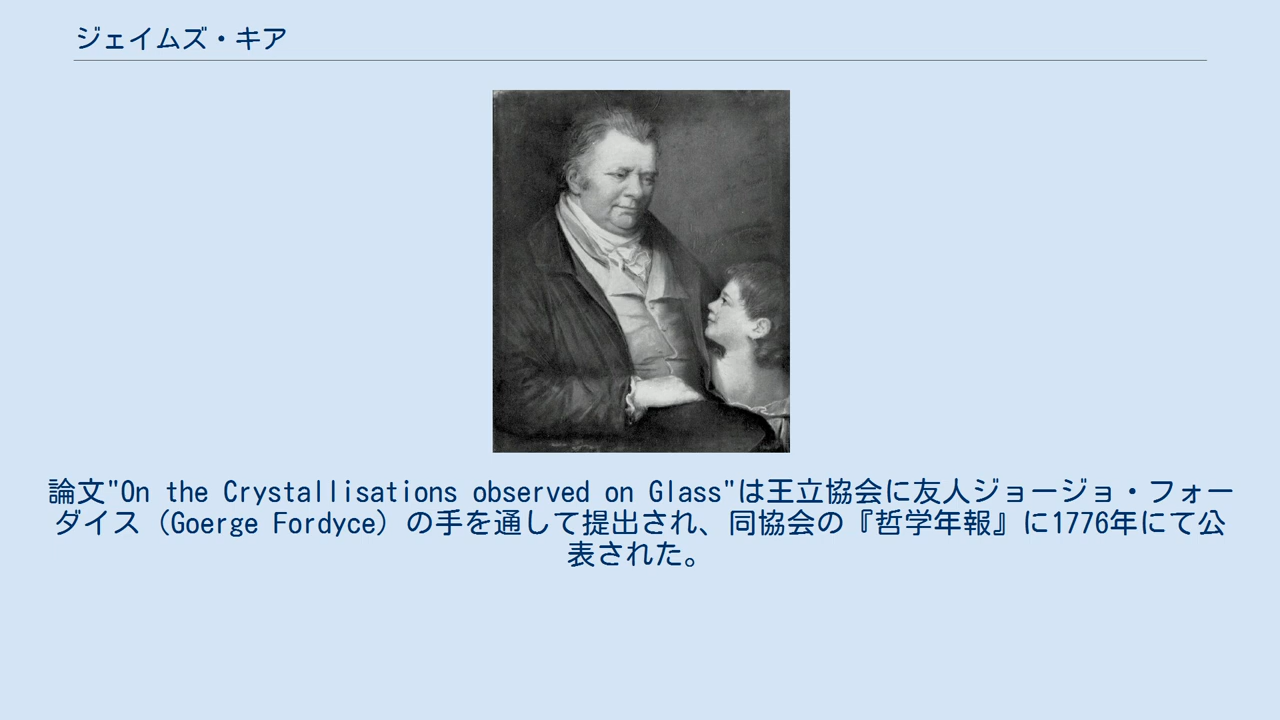 ジェイムズ・キア
論文"On the Crystallisations observed on Glass"は王立協会に友人ジョージョ・フォー
ダイス（Goerge Fordyce）の手を通して提出され、同協会の『哲学年報』に1776年にて公
表された。